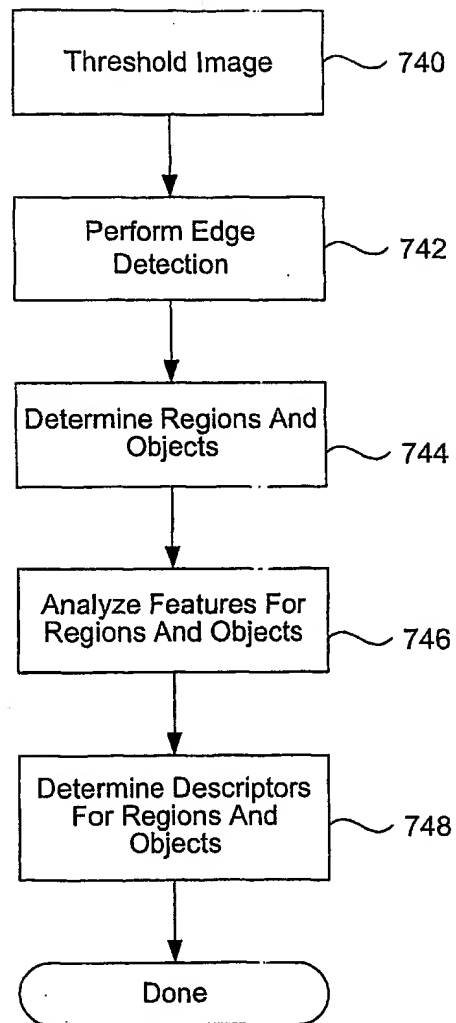 Threshold Image
740
Perform Edge
Detection
742
Determine Regions And
Objects
744
Analyze Features For
Regions And Objects
746
Determine Descriptors
For Regions And
Objects
748
Done